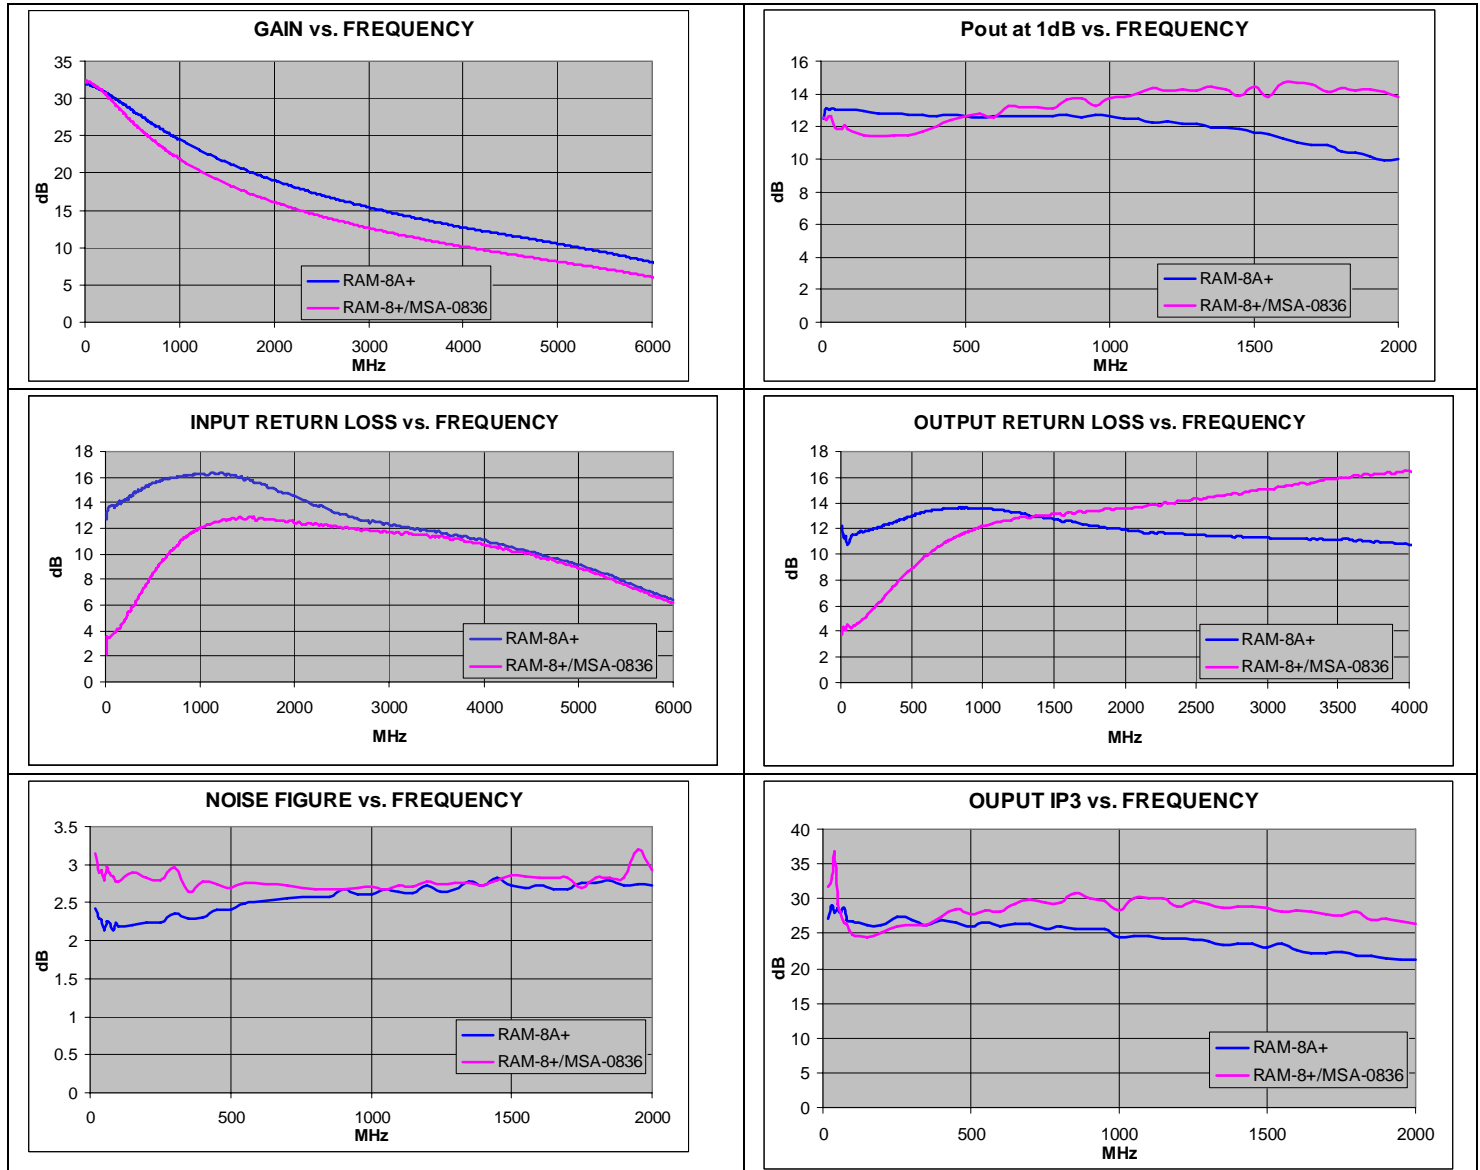 GAIN vs. FREQUENCY
35
30
25
20
15
10
5
0
dB
0 1000 2000 3000 4000 5000 6000
MHz
RAM-8A+
RAM-8+/MSA-0836
Pout at 1dB vs. FREQUENCY
16
14
12
10
8
6
4
2
0
dB
0 500 1000 1500 2000
MHz
RAM-8A+
RAM-8+/MSA-0836
INPUT RETURN LOSS vs. FREQUENCY
18
16
14
12
10
8
6
4
2
0
dB
0 1000 2000 3000 4000 5000 6000
MHz
RAM-8A+
RAM-8+/MSA-0836
OUTPUT RETURN LOSS vs. FREQUENCY
18
16
14
12
10
8
6
4
2
0
dB
0 500 1000 1500 2000 2500 3000 3500 4000
MHz
RAM-8A+
RAM-8+/MSA-0836
NOISE FIGURE vs. FREQUENCY
3.5
3
2.5
2
1.5
1
0.5
0
dB
0 500 1000 1500 2000
MHz
RAM-8A+
RAM-8+/MSA-0836
OUPUT IP3 vs. FREQUENCY
40
35
30
25
20
15
10
5
0
dB
0 500 1000 1500 2000
MHz
RAM-8A+
RAM-8+/MSA-0836